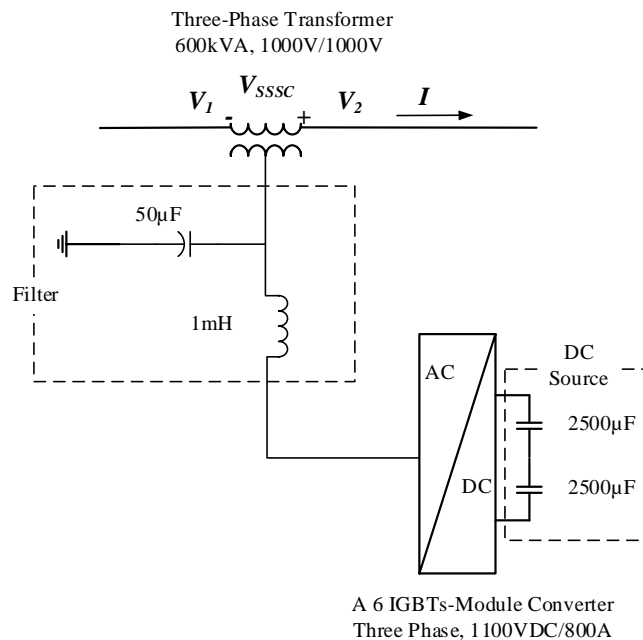 Three-Phase Transformer
600kVA, 1000V/1000V
V1 - VSSSC + V2 I
50µF
Filter
1mH
AC
DC
DC
Source
2500µF
2500µF
A 6 IGBTs-Module Converter
Three Phase, 1100VDC/800A